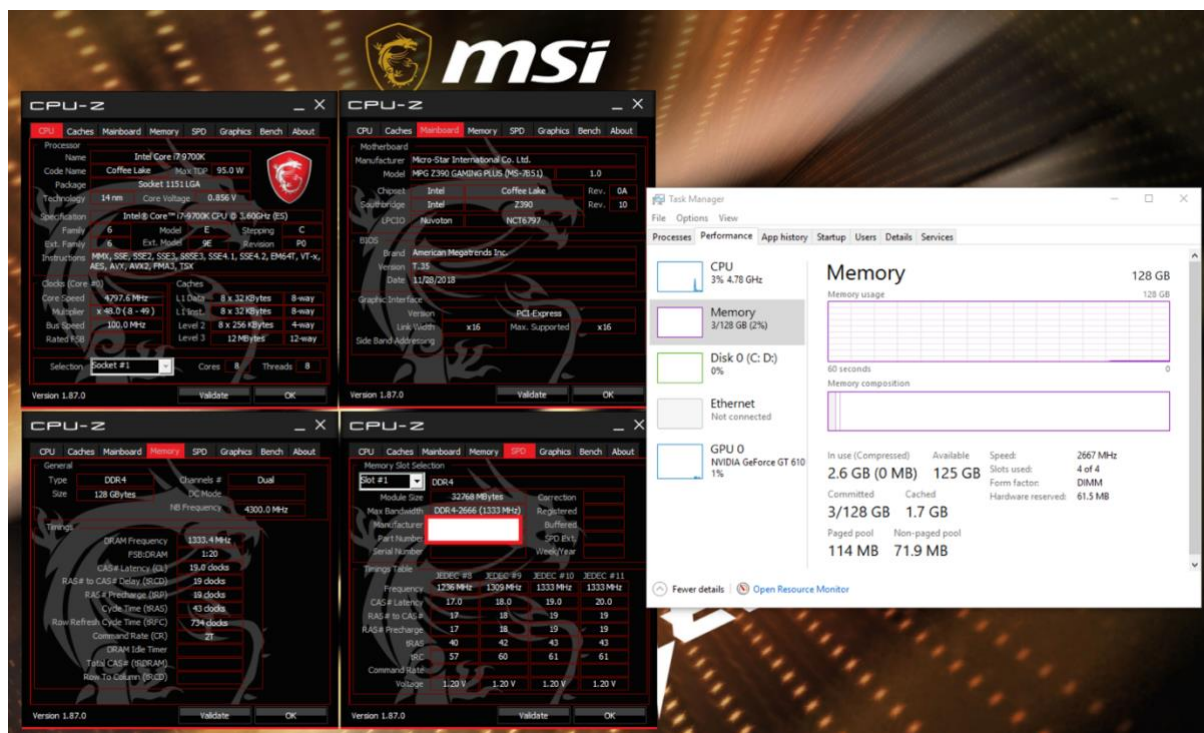 msi
CPU-Z
CPU Caches Mainboard Memory SPD Graphics Bench About
Processor
Name Intel Core i7 9700K
Code Name Coffee Lake Max TDP 95.0 W
Package Socket 1151 LGA
Technology 14 nm Core Voltage 0.856 V
Specification Intel® Core™ i7-9700K CPU @ 3.60GHz (ES)
Family 6 Model E Stepping C
Ext. Family 6 Ext. Model 9E Revision P0
Instructions MMX, SSE, SSE2, SSE3, SSSE3, SSE4.1, SSE4.2, EM64T, VT-x,
AES, AVX, AVX2, FMA3, TSX
Clocks (Core #0) Caches
Core Speed 4797.6 MHz L1 Data 8 x 32 KBytes 8-way
Multiplier x 48.0 ( 8 - 49 ) L1 Inst. 8 x 32 KBytes 8-way
Bus Speed 100.0 MHz Level 2 8 x 256 KBytes 4-way
Rated FSB Level 3 12 MBytes 12-way
Selection Socket #1 Cores 8 Threads 8
Version 1.87.0 Validate OK
CPU-Z
CPU Caches Mainboard Memory SPD Graphics Bench About
Motherboard
Manufacturer Micro-Star International Co. Ltd.
Model MPG Z390 GAMING PLUS (MS-7B51) 1.0
Chipset Intel Coffee Lake Rev. 0A
Southbridge Intel Z390 Rev. 10
LPCIO Nuvoton NCT6797
BIOS
Brand American Megatrends Inc.
Version T.35
Date 11/28/2018
Graphic Interface
Version PCI-Express
Link Width x16 Max. Supported x16
Side Band Addressing
Version 1.87.0 Validate OK
CPU-Z
CPU Caches Mainboard Memory SPD Graphics Bench About
General
Type DDR4 Channels # Dual
Size 128 GBytes DC Mode
NB Frequency 4300.0 MHz
Timings
DRAM Frequency 1333.4 MHz
FSB:DRAM 1:20
CAS# Latency (CL) 19.0 clocks
RAS# to CAS# Delay (tRCD) 19 clocks
RAS# Precharge (tRP) 19 clocks
Cycle Time (tRAS) 43 clocks
Row Refresh Cycle Time (tRFC) 734 clocks
Command Rate (CR) 2T
DRAM Idle Timer
Total CAS# (tRDRAM)
Row To Column (tRCD)
Version 1.87.0 Validate OK
CPU-Z
CPU Caches Mainboard Memory SPD Graphics Bench About
Memory Slot Selection
Slot #1 DDR4
Module Size 32768 MBytes Correction
Max Bandwidth DDR4-2666 (1333 MHz) Registered
Manufacturer Buffered
Part Number SPD Ext.
Serial Number Week/Year
Timings Table
JEDEC #8 JEDEC #9 JEDEC #10 JEDEC #11
Frequency 1236 MHz 1309 MHz 1333 MHz 1333 MHz
CAS# Latency 17.0 18.0 19.0 20.0
RAS# to CAS# 17 18 19 19
RAS# Precharge 17 18 19 19
tRAS 40 42 43 43
tRC 57 60 61 61
Command Rate
Voltage 1.20 V 1.20 V 1.20 V 1.20 V
Version 1.87.0 Validate OK
Task Manager
File Options View
Processes Performance App history Startup Users Details Services
CPU
3% 4.78 GHz
Memory
3/128 GB (2%)
Disk 0 (C: D:)
0%
Ethernet
Not connected
GPU 0
NVIDIA GeForce GT 610
1%
Memory 128 GB
Memory usage 128 GB
60 seconds 0
Memory composition
In use (Compressed) Available Speed: 2667 MHz
2.6 GB (0 MB) 125 GB Slots used: 4 of 4
Form factor: DIMM
Committed Cached Hardware reserved: 61.5 MB
3/128 GB 1.7 GB
Paged pool Non-paged pool
114 MB 71.9 MB
Fewer details Open Resource Monitor